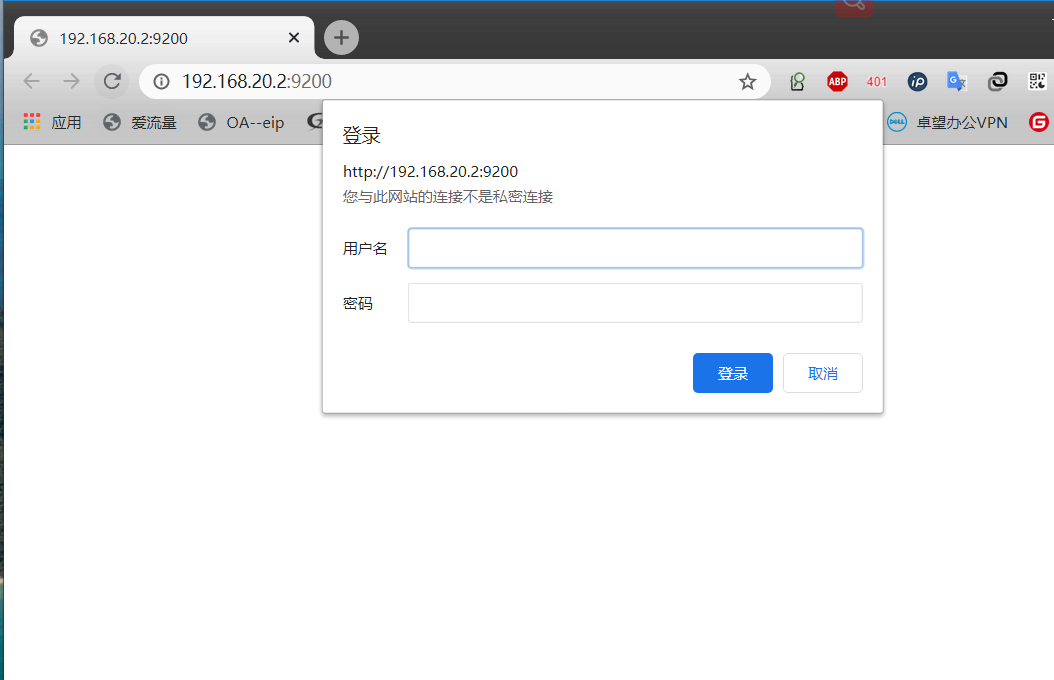 192.168.20.2:9200
192.168.20.2:9200 ABP 401 ip G
应用 爱流量 OA--eip G DELL 卓望办公VPN G
登录
http://192.168.20.2:9200
您与此网站的连接不是私密连接
用户名
密码
登录 取消